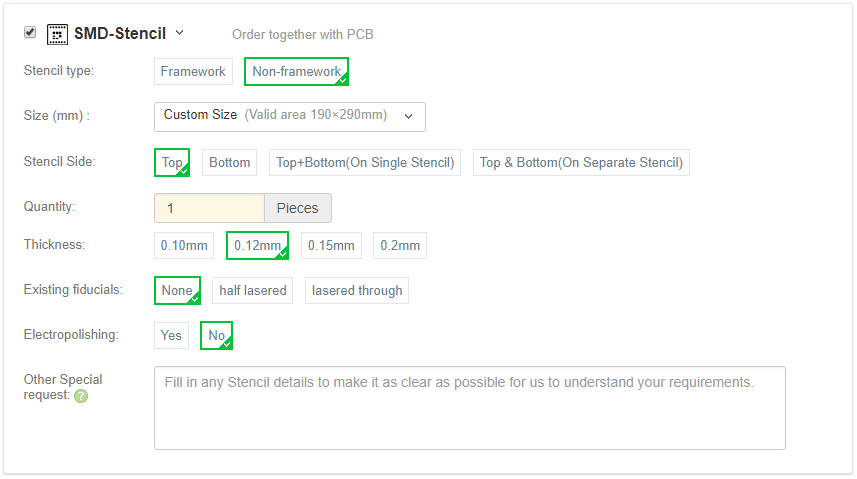 SMD-Stencil Order together with PCB
Stencil type: Framework Non-framework
Size (mm) : Custom Size (Valid area 190×290mm)
Stencil Side: Top Bottom Top+Bottom(On Single Stencil) Top & Bottom(On Separate Stencil)
Quantity: 1 Pieces
Thickness: 0.10mm 0.12mm 0.15mm 0.2mm
Existing fiducials: None half lasered lasered through
Electropolishing: Yes No
Other Special
request: ?
Fill in any Stencil details to make it as clear as possible for us to understand your requirements.